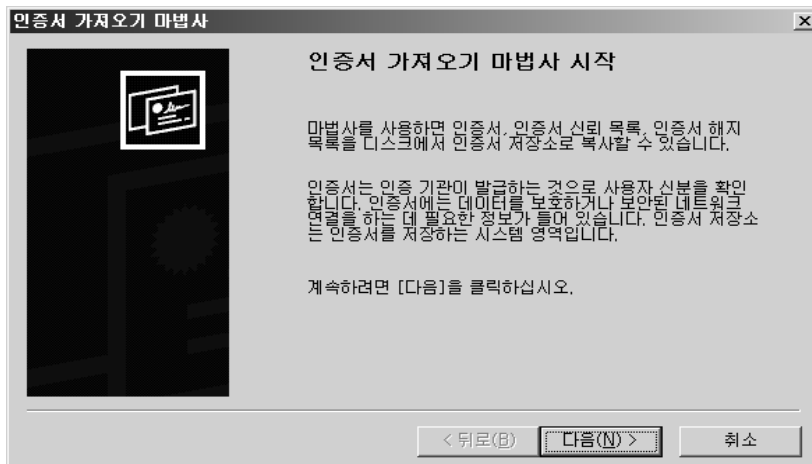 인증서 가져오기 마법사
인증서 가져오기 마법사 시작
마법사를 사용하면 인증서, 인증서 신뢰 목록, 인증서 해지
목록을 디스크에서 인증서 저장소로 복사할 수 있습니다.
인증서는 인증 기관이 발급하는 것으로 사용자 신분을 확인
합니다. 인증서에는 데이터를 보호하거나 보안된 네트워크
연결을 하는 데 필요한 정보가 들어 있습니다. 인증서 저장소
는 인증서를 저장하는 시스템 영역입니다.
계속하려면 [다음]을 클릭하십시오.
< 뒤로(B) 다음(N) > 취소